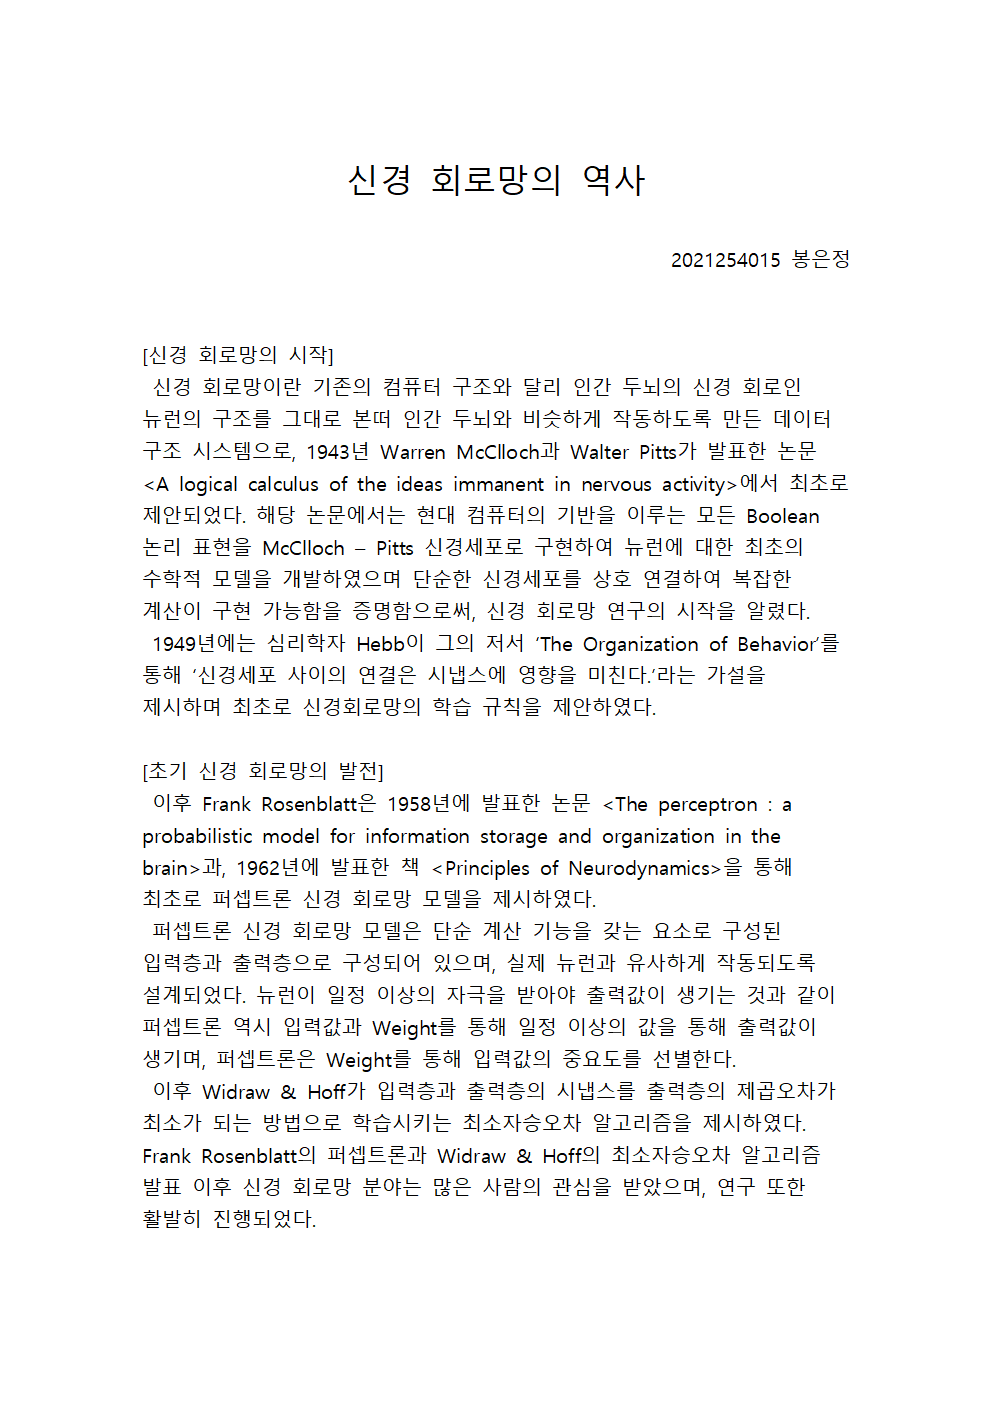 신경 회로망의 역사
2021254015 봉은정
[신경 회로망의 시작]
신경 회로망이란 기존의 컴퓨터 구조와 달리 인간 두뇌의 신경 회로인
뉴런의 구조를 그대로 본떠 인간 두뇌와 비슷하게 작동하도록 만든 데이터
구조 시스템으로, 1943년 Warren McClloch과 Walter Pitts가 발표한 논문
<A logical calculus of the ideas immanent in nervous activity>에서 최초로
제안되었다. 해당 논문에서는 현대 컴퓨터의 기반을 이루는 모든 Boolean
논리 표현을 McClloch – Pitts 신경세포로 구현하여 뉴런에 대한 최초의
수학적 모델을 개발하였으며 단순한 신경세포를 상호 연결하여 복잡한
계산이 구현 가능함을 증명함으로써, 신경 회로망 연구의 시작을 알렸다.
1949년에는 심리학자 Hebb이 그의 저서 ‘The Organization of Behavior’를
통해 ‘신경세포 사이의 연결은 시냅스에 영향을 미친다.’라는 가설을
제시하며 최초로 신경회로망의 학습 규칙을 제안하였다.
[초기 신경 회로망의 발전]
이후 Frank Rosenblatt은 1958년에 발표한 논문 <The perceptron : a
probabilistic model for information storage and organization in the
brain>과, 1962년에 발표한 책 <Principles of Neurodynamics>을 통해
최초로 퍼셉트론 신경 회로망 모델을 제시하였다.
퍼셉트론 신경 회로망 모델은 단순 계산 기능을 갖는 요소로 구성된
입력층과 출력층으로 구성되어 있으며, 실제 뉴런과 유사하게 작동되도록
설계되었다. 뉴런이 일정 이상의 자극을 받아야 출력값이 생기는 것과 같이
퍼셉트론 역시 입력값과 Weight를 통해 일정 이상의 값을 통해 출력값이
생기며, 퍼셉트론은 Weight를 통해 입력값의 중요도를 선별한다.
이후 Widraw & Hoff가 입력층과 출력층의 시냅스를 출력층의 제곱오차가
최소가 되는 방법으로 학습시키는 최소자승오차 알고리즘을 제시하였다.
Frank Rosenblatt의 퍼셉트론과 Widraw & Hoff의 최소자승오차 알고리즘
발표 이후 신경 회로망 분야는 많은 사람의 관심을 받았으며, 연구 또한
활발히 진행되었다.